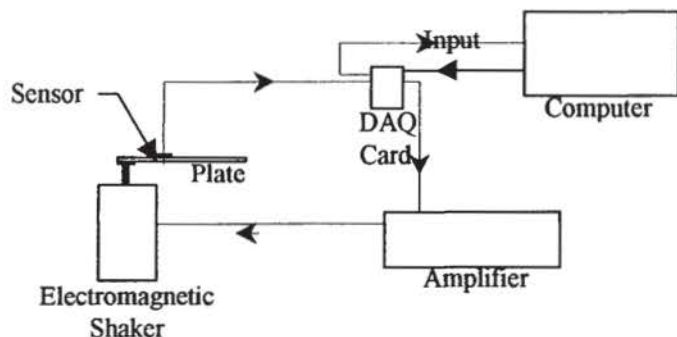 Input
Computer
Sensor
DAQ
Card
Plate
Amplifier
Electromagnetic
Shaker